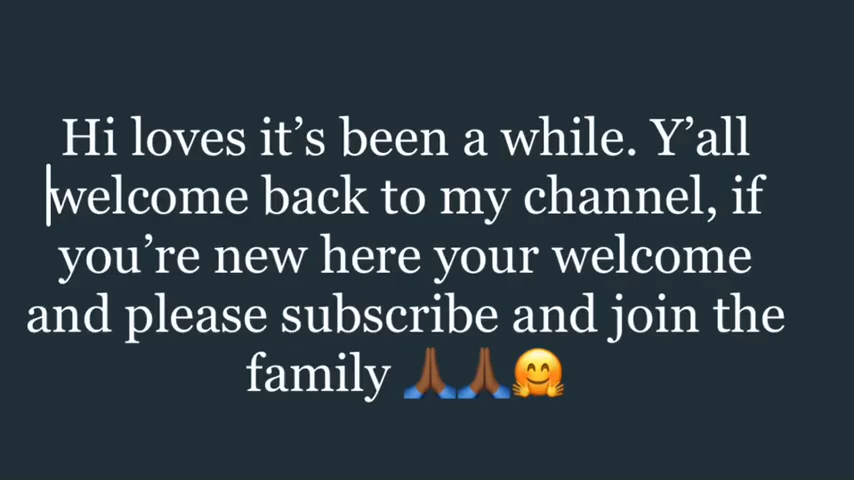 Hi loves it’s been a while. Y’all
welcome back to my channel, if
you’re new here your welcome
and please subscribe and join the
family 🙏🏾🙏🏾🤗